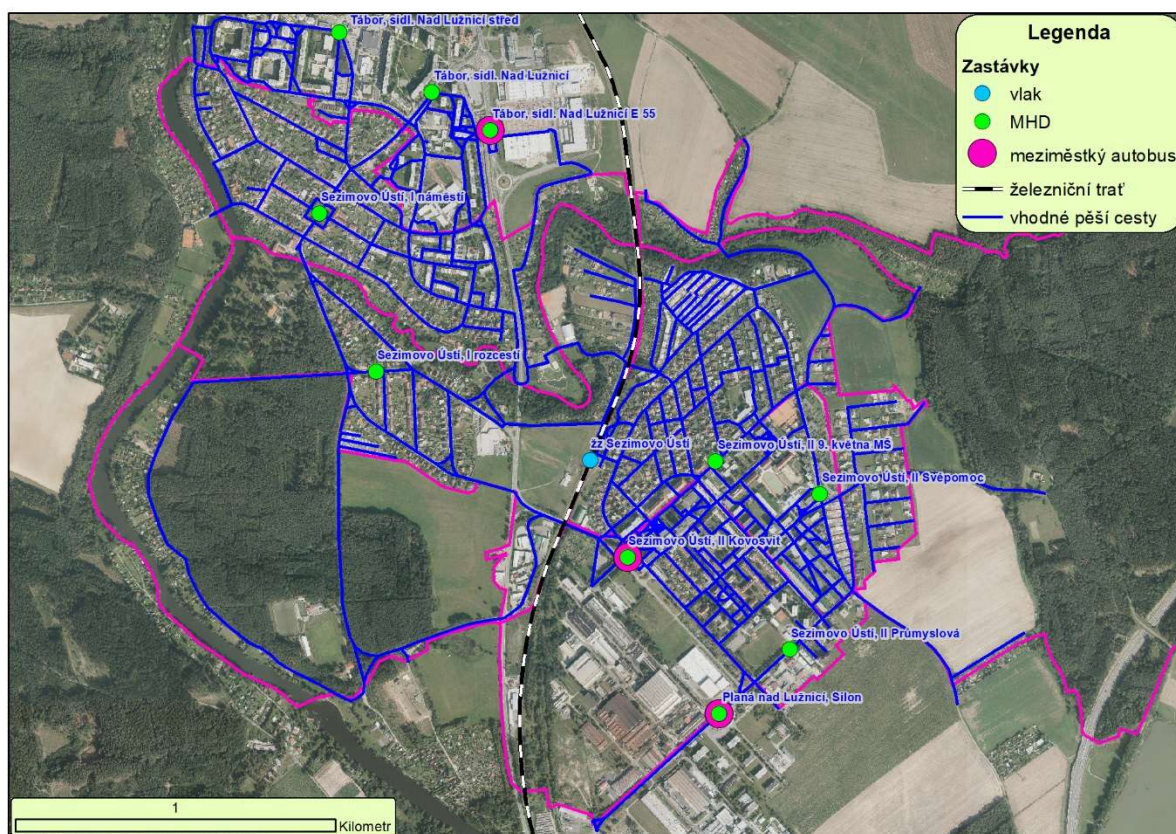 Tábor, sídl. Nad Lužnicí střed
Legenda
Zastávky
vlak
MHD
meziměstký autobus
železniční trať
vhodné pěší cesty
Tábor, sídl. Nad Lužnicí
Tábor, sídl. Nad Lužnicí E 55
Sezimovo Ústí, I náměstí
Sezimovo Ústí, I rozcestí
žz Sezimovo Ústí
Sezimovo Ústí, II 9. května MŠ
Sezimovo Ústí, II Svépomoc
Sezimovo Ústí, II Kovosvit
Sezimovo Ústí, II Průmyslová
Planá nad Lužnicí, Silon
1
Kilometr